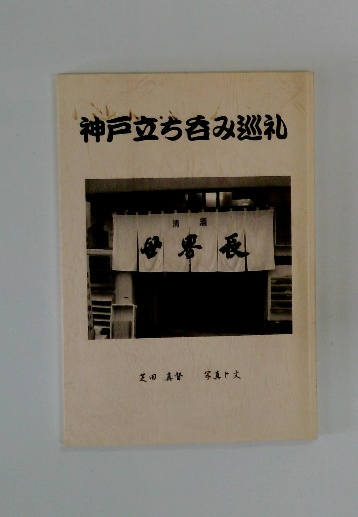 神戸立ち呑み巡礼
清酒
世界長
芝田 真督 写真ト文